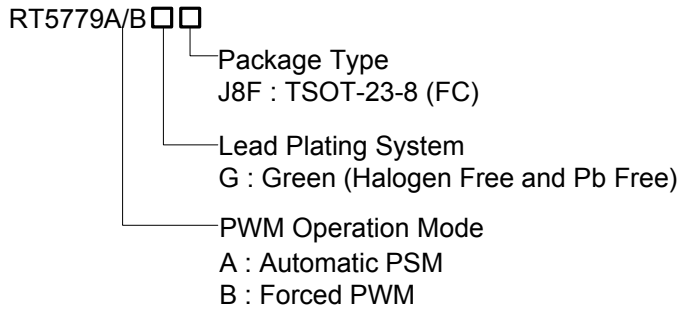 RT5779A/B□□
Package Type
J8F : TSOT-23-8 (FC)
Lead Plating System
G : Green (Halogen Free and Pb Free)
PWM Operation Mode
A : Automatic PSM
B : Forced PWM